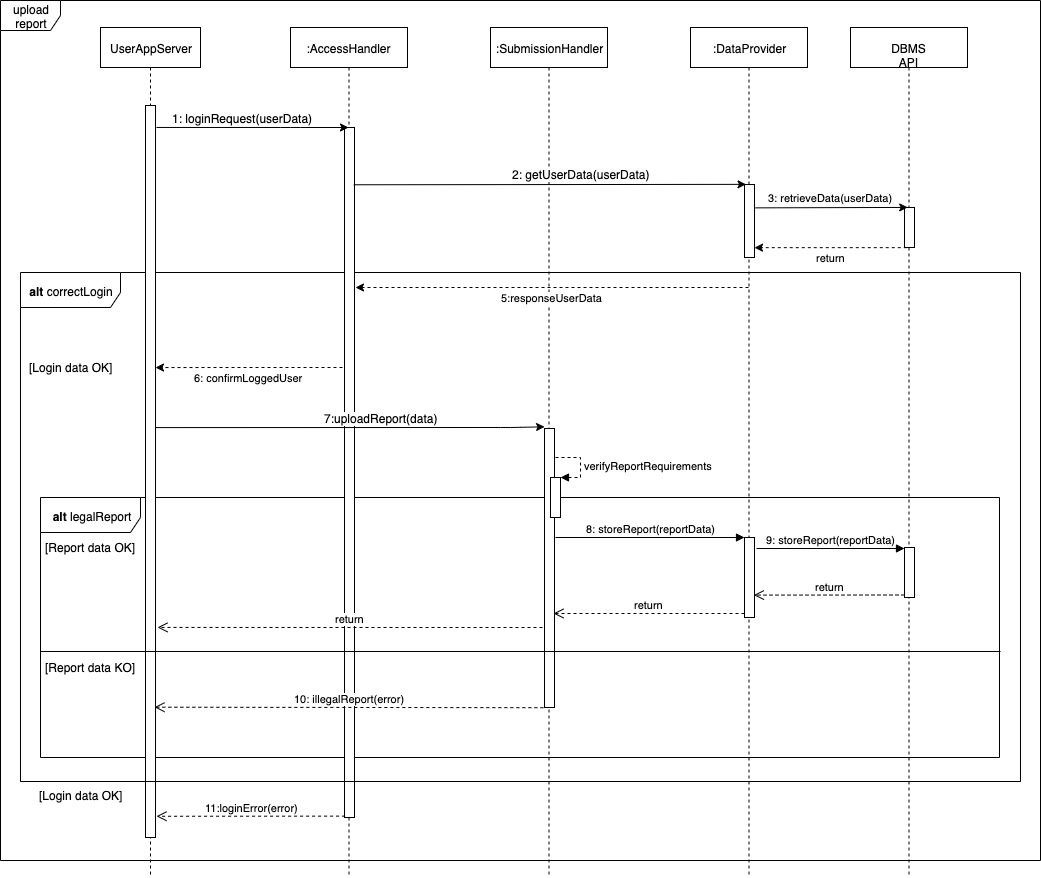 upload
report
UserAppServer
:AccessHandler
:SubmissionHandler
:DataProvider
DBMS
API
1: loginRequest(userData)
2: getUserData(userData)
3: retrieveData(userData)
return
alt correctLogin
5:responseUserData
[Login data OK]
6: confirmLoggedUser
7:uploadReport(data)
verifyReportRequirements
alt legalReport
[Report data OK]
8: storeReport(reportData)
9: storeReport(reportData)
return
return
return
[Report data KO]
10: illegalReport(error)
[Login data OK]
11:loginError(error)